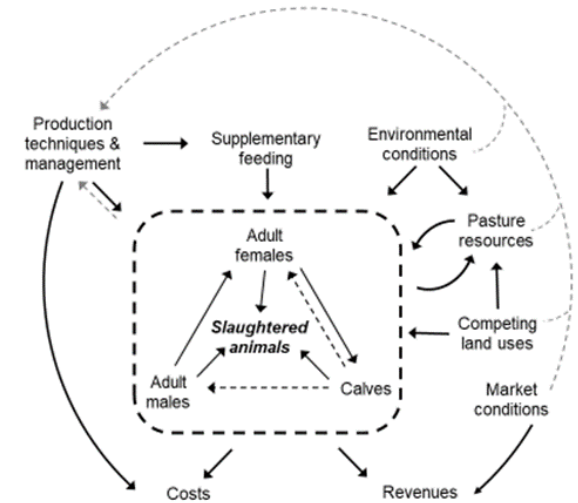 Production
techniques &
management
Supplementary
feeding
Environmental
conditions
Pasture
resources
Adult
females
Slaughtered
animals
Competing
land uses
Adult
males
Calves
Market
conditions
Costs
Revenues